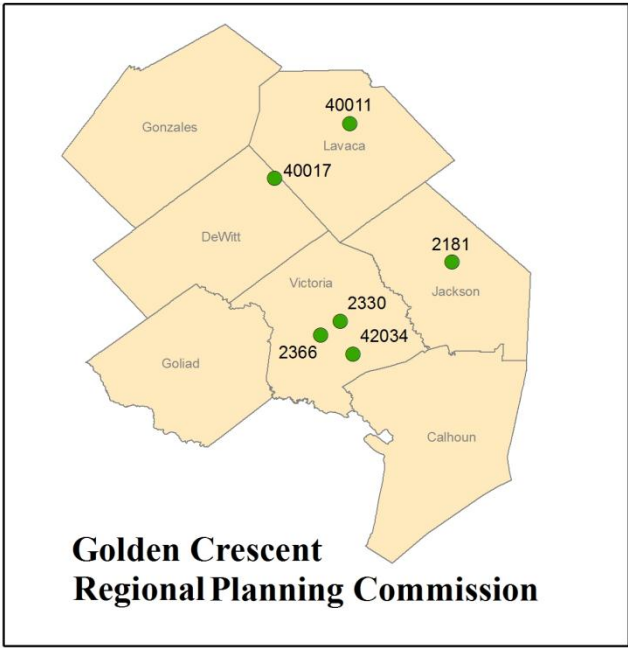 40011
Gonzales
Lavaca
40017
DeWitt
2181
Victoria
Jackson
2330
2366
42034
Goliad
Calhoun
Golden Crescent
Regional Planning Commission